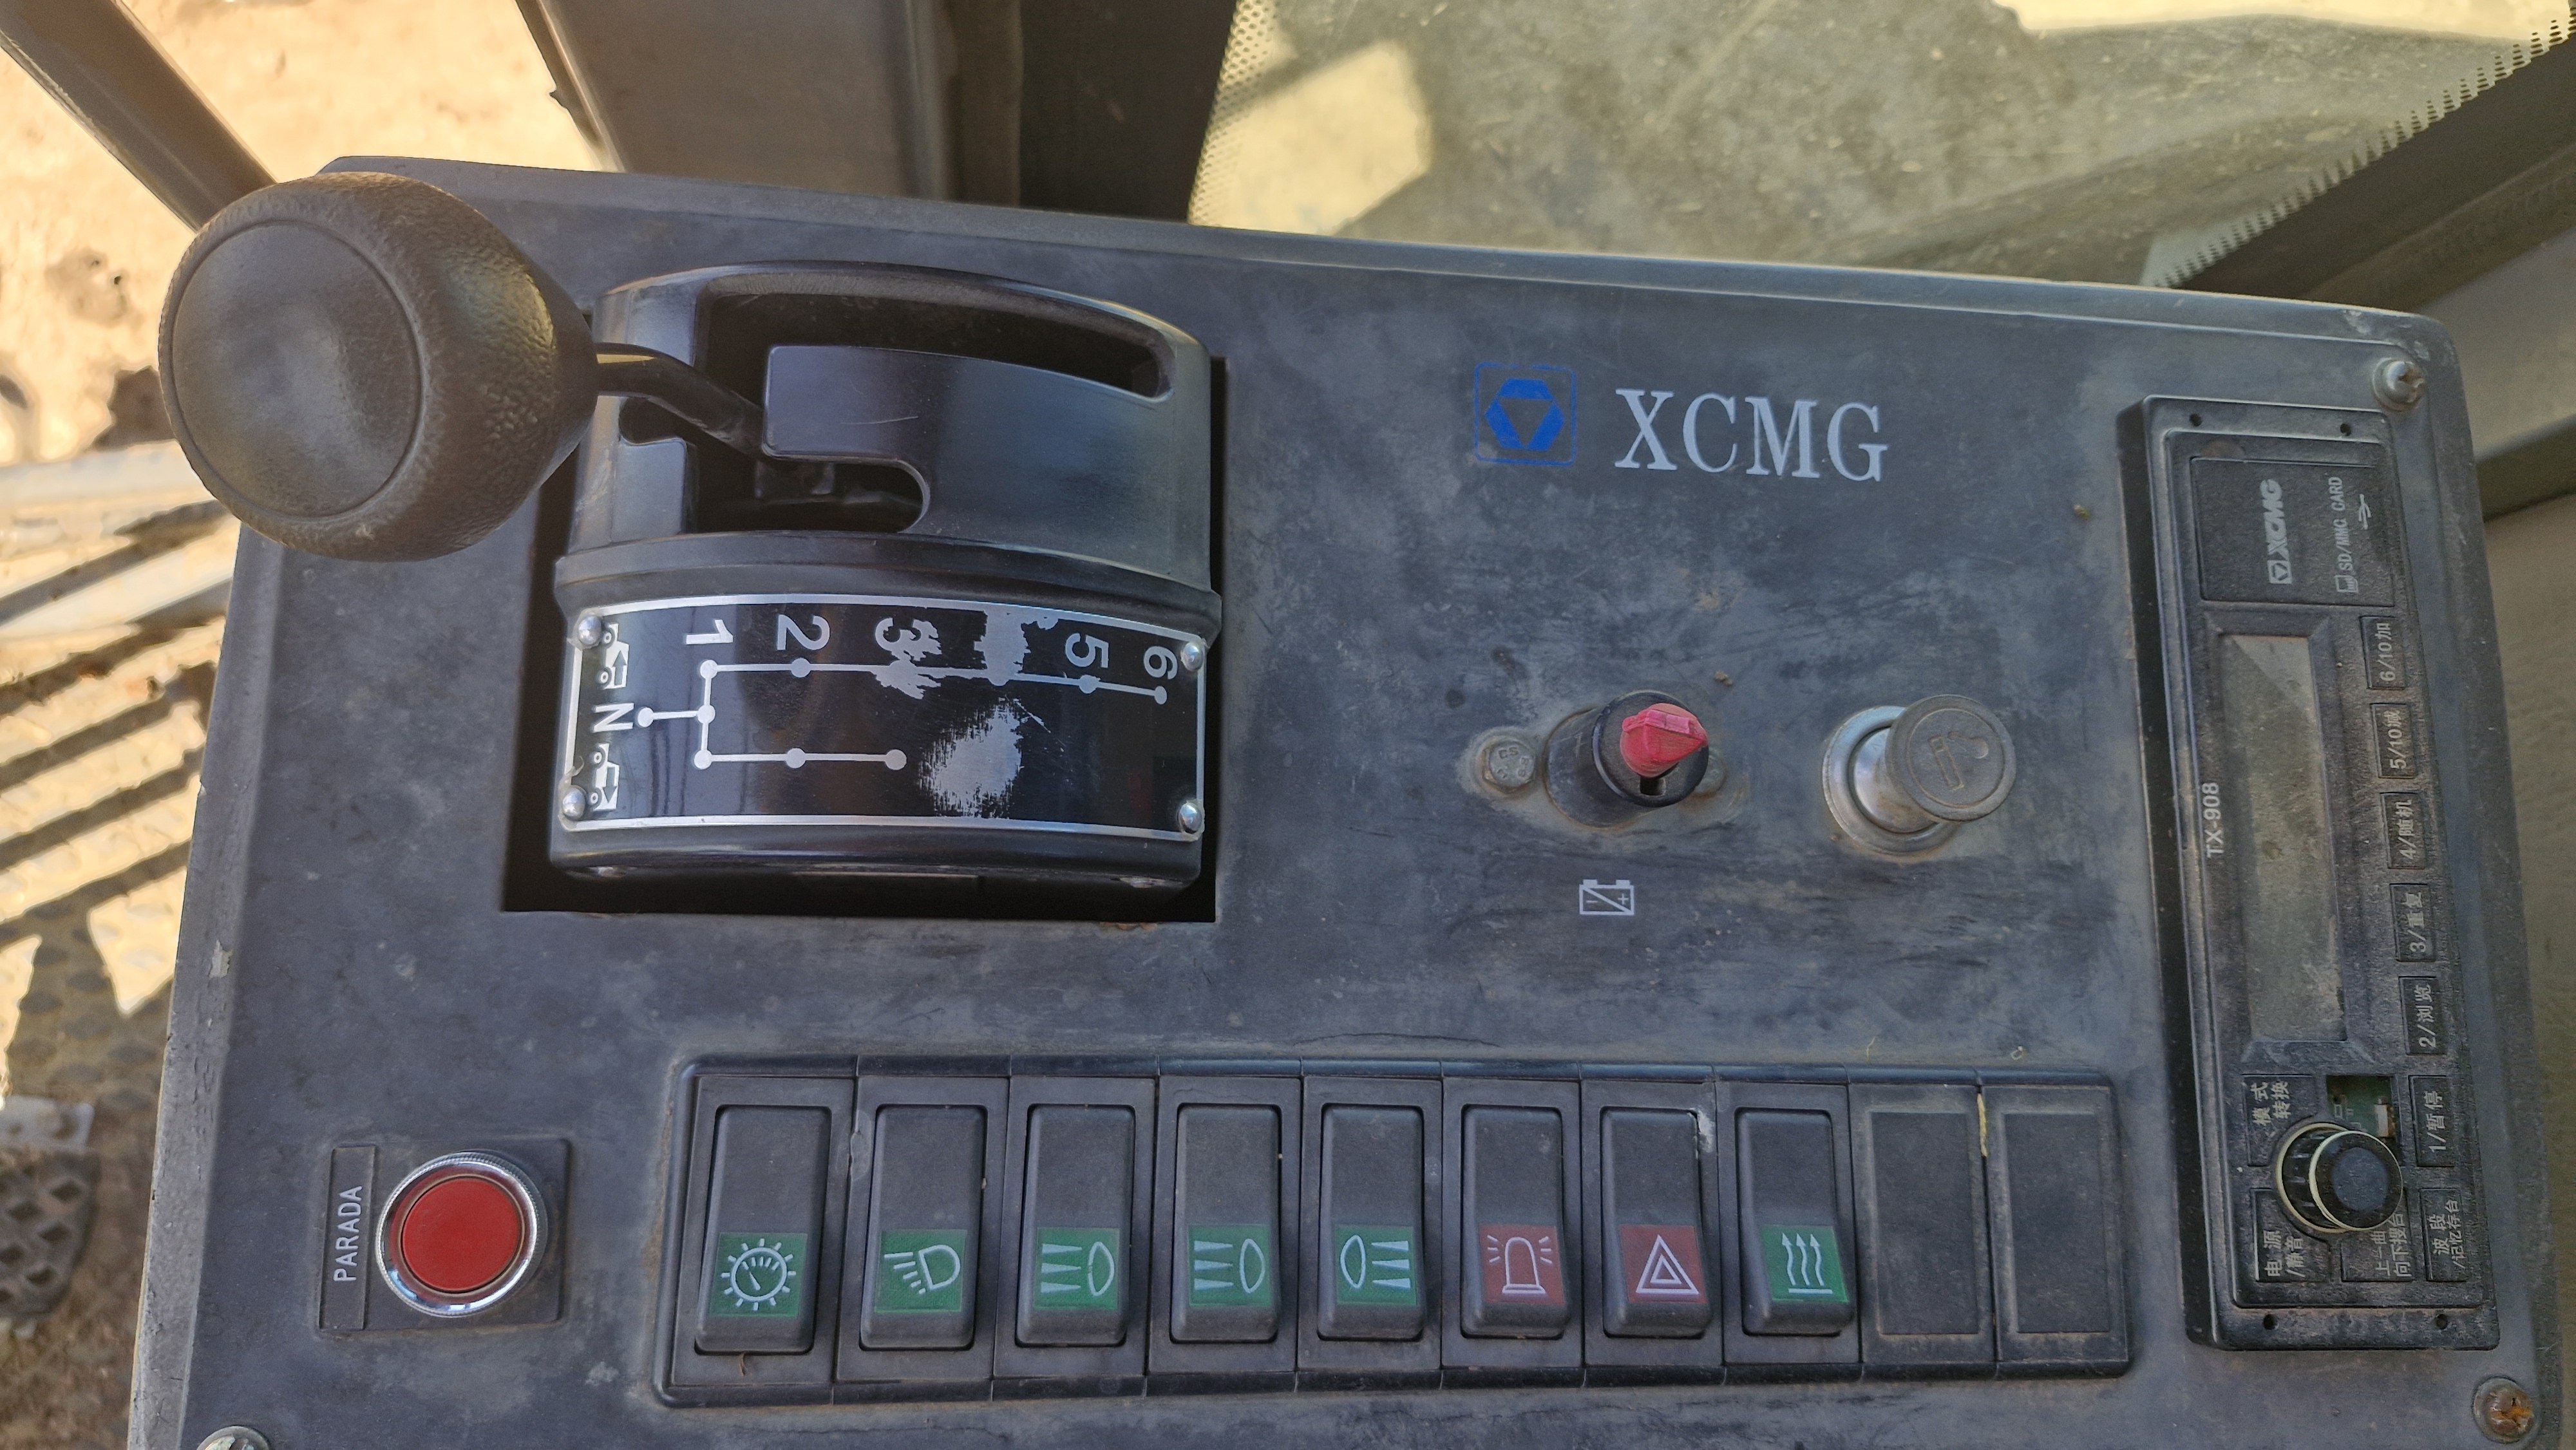 XCMG
1 2 3 5 6
N
PARADA
XCMG
SD/MMC CARD
TX-908
6/10加
5/10减
4/随机
3/重复
2/浏览
1/暂停
模式
转换
电源
/静音
上一曲
向下搜台
波段
/记忆存台